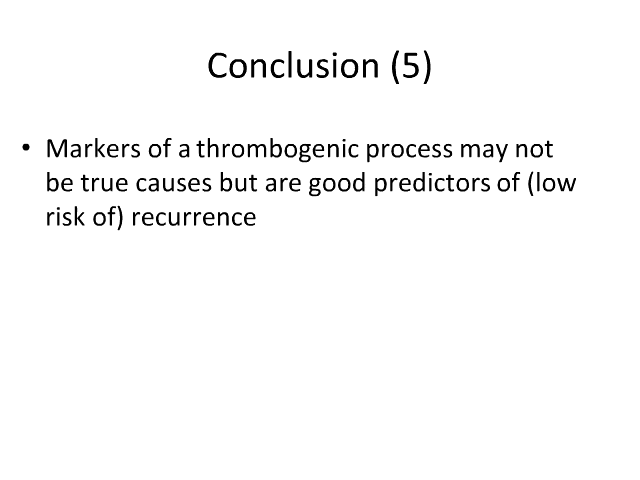 Conclusion (5)
• Markers of a thrombogenic process may not
be true causes but are good predictors of (low
risk of) recurrence